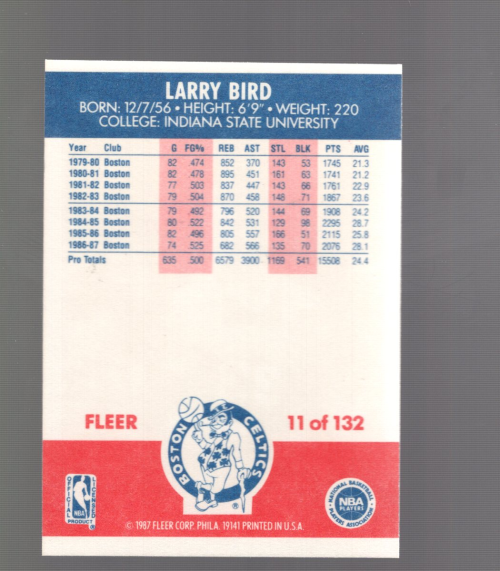 LARRY BIRD
BORN: 12/7/56 • HEIGHT: 6'9" • WEIGHT: 220
COLLEGE: INDIANA STATE UNIVERSITY
Year Club G FG% REB AST STL BLK PTS AVG
1979-80 Boston 82 .474 852 370 143 53 1745 21.3
1980-81 Boston 82 .478 895 451 161 63 1741 21.2
1981-82 Boston 77 .503 837 447 143 66 1761 22.9
1982-83 Boston 79 .504 870 458 148 71 1867 23.6
1983-84 Boston 79 .492 796 520 144 69 1908 24.2
1984-85 Boston 80 .522 842 531 129 98 2295 28.7
1985-86 Boston 82 .496 805 557 166 51 2115 25.8
1986-87 Boston 74 .525 682 566 135 70 2076 28.1
Pro Totals 635 .500 6579 3900 1169 541 15508 24.4
FLEER
11 of 132
BOSTON CELTICS
®
OFFICIAL LICENSED PRODUCT
NBA
®
NATIONAL BASKETBALL PLAYERS ASSOCIATION
NBA PLAYERS
© 1987 FLEER CORP. PHILA. 19141 PRINTED IN U.S.A.